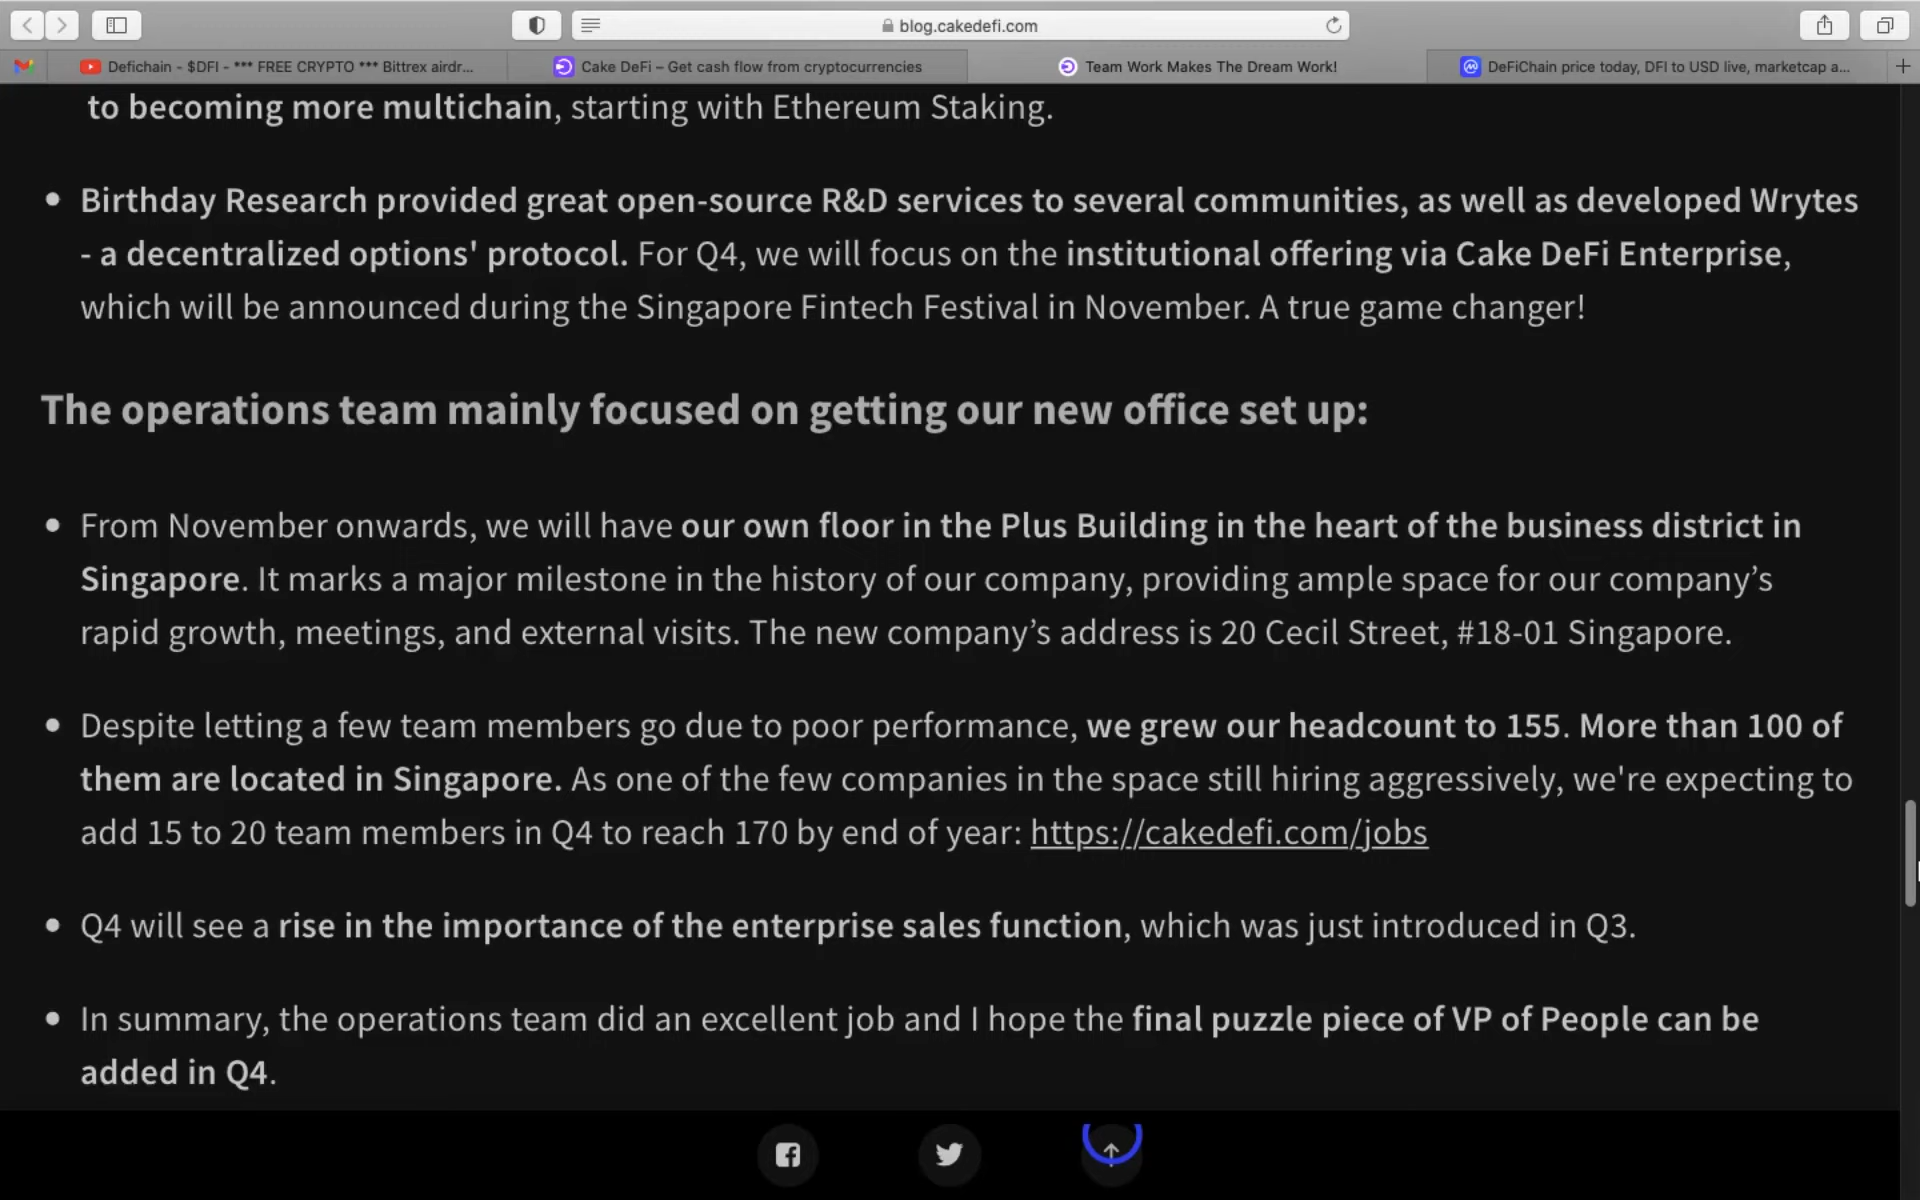 blog.cakedefi.com
Defichain - $DFI - *** FREE CRYPTO *** Bittrex airdr...
Cake DeFi – Get cash flow from cryptocurrencies
Team Work Makes The Dream Work!
DeFiChain price today, DFI to USD live, marketcap a...
to becoming more multichain, starting with Ethereum Staking.
• Birthday Research provided great open-source R&D services to several communities, as well as developed Wrytes
- a decentralized options' protocol. For Q4, we will focus on the institutional offering via Cake DeFi Enterprise,
which will be announced during the Singapore Fintech Festival in November. A true game changer!
The operations team mainly focused on getting our new office set up:
• From November onwards, we will have our own floor in the Plus Building in the heart of the business district in
Singapore. It marks a major milestone in the history of our company, providing ample space for our company’s
rapid growth, meetings, and external visits. The new company’s address is 20 Cecil Street, #18-01 Singapore.
• Despite letting a few team members go due to poor performance, we grew our headcount to 155. More than 100 of
them are located in Singapore. As one of the few companies in the space still hiring aggressively, we're expecting to
add 15 to 20 team members in Q4 to reach 170 by end of year: https://cakedefi.com/jobs
• Q4 will see a rise in the importance of the enterprise sales function, which was just introduced in Q3.
• In summary, the operations team did an excellent job and I hope the final puzzle piece of VP of People can be
added in Q4.